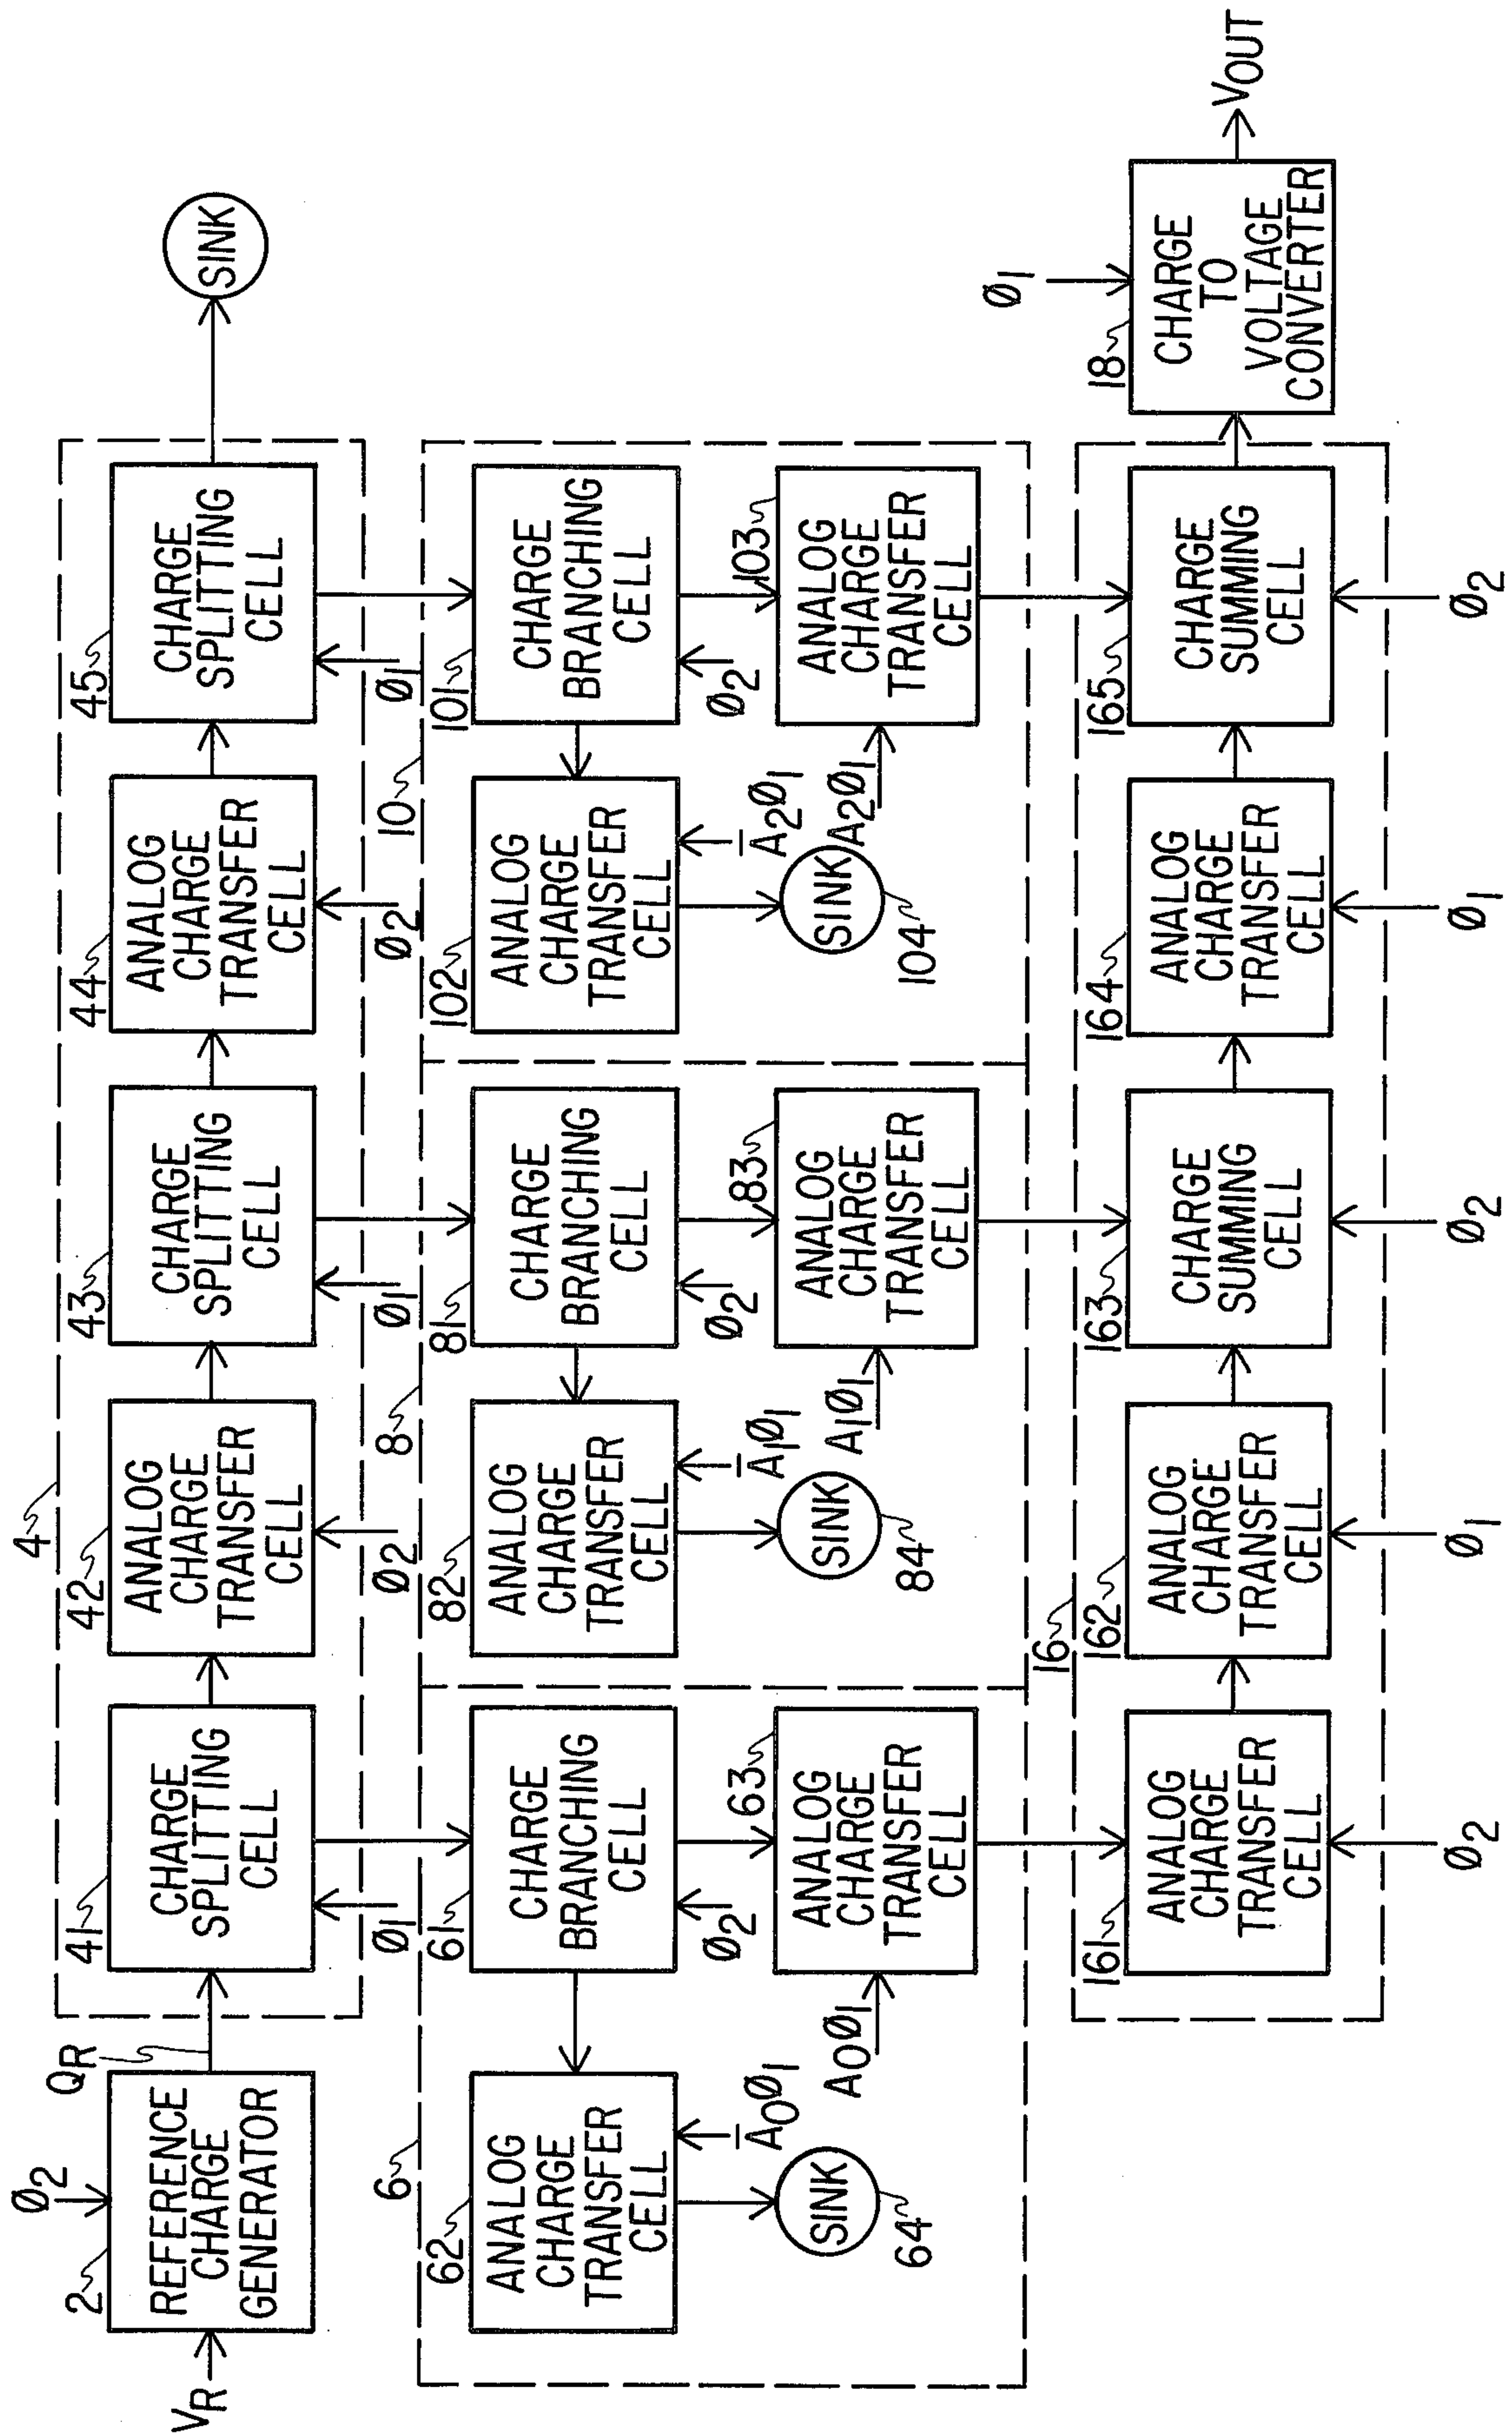 Ø2
2
REFERENCE
CHARGE
GENERATOR
VR
QR
4
41
CHARGE
SPLITTING
CELL
Ø1
42
ANALOG
CHARGE
TRANSFER
CELL
Ø2
43
CHARGE
SPLITTING
CELL
Ø1
44
ANALOG
CHARGE
TRANSFER
CELL
Ø2
45
CHARGE
SPLITTING
CELL
Ø1
SINK
6
62
ANALOG
CHARGE
TRANSFER
CELL
A̅0Ø1
SINK
64
61
CHARGE
BRANCHING
CELL
Ø2
63
ANALOG
CHARGE
TRANSFER
CELL
A0Ø1
8
82
ANALOG
CHARGE
TRANSFER
CELL
A̅1Ø1
SINK
84
81
CHARGE
BRANCHING
CELL
Ø2
83
ANALOG
CHARGE
TRANSFER
CELL
A1Ø1
10
102
ANALOG
CHARGE
TRANSFER
CELL
A̅2Ø1
SINK
104
101
CHARGE
BRANCHING
CELL
Ø2
103
ANALOG
CHARGE
TRANSFER
CELL
A2Ø1
16
161
ANALOG
CHARGE
TRANSFER
CELL
Ø2
162
ANALOG
CHARGE
TRANSFER
CELL
Ø1
163
CHARGE
SUMMING
CELL
Ø2
164
ANALOG
CHARGE
TRANSFER
CELL
Ø1
165
CHARGE
SUMMING
CELL
Ø2
Ø1
18
CHARGE
TO
VOLTAGE
CONVERTER
VOUT